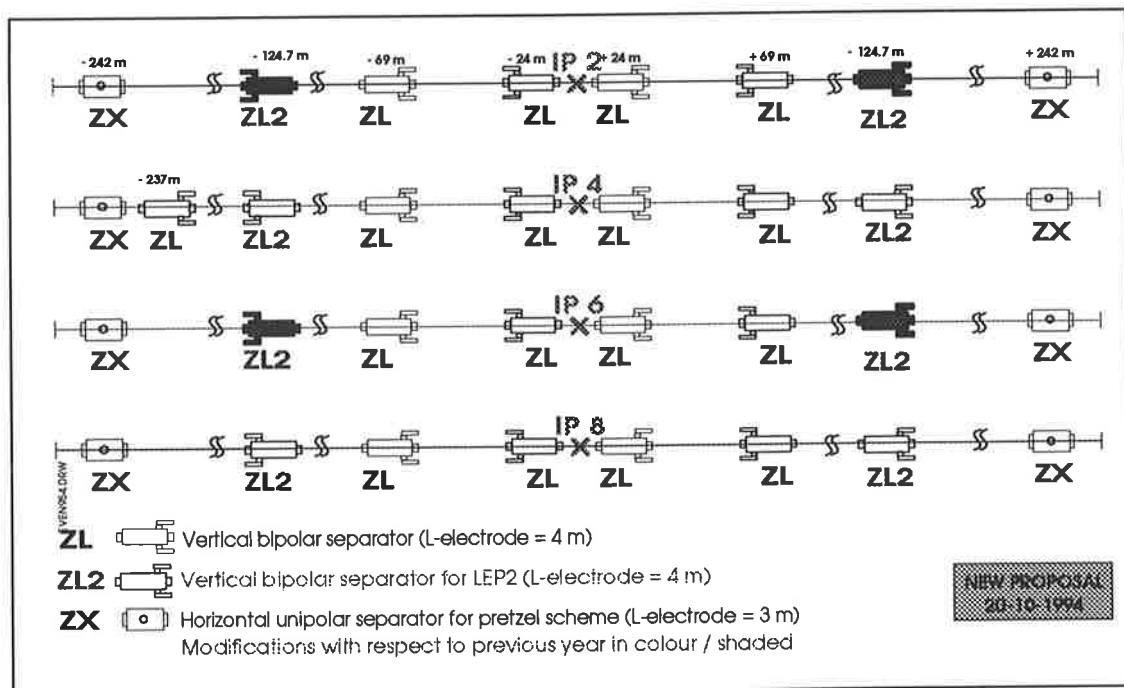 - 242 m - 124.7 m - 69 m - 24 m IP 2 + 24 m + 69 m - 124.7 m + 242 m
ZX ZL2 ZL ZL ZL ZL ZL2 ZX
- 237 m IP 4
ZX ZL ZL2 ZL ZL ZL ZL ZL2 ZX
IP 6
ZX ZL2 ZL ZL ZL ZL ZL2 ZX
IP 8
ZX ZL2 ZL ZL ZL ZL ZL2 ZX
EVEN954.DRW
ZL Vertical bipolar separator (L-electrode = 4 m)
ZL2 Vertical bipolar separator for LEP2 (L-electrode = 4 m)
ZX Horizontal unipolar separator for pretzel scheme (L-electrode = 3 m)
Modifications with respect to previous year in colour / shaded
NEW PROPOSAL
20-10-1994